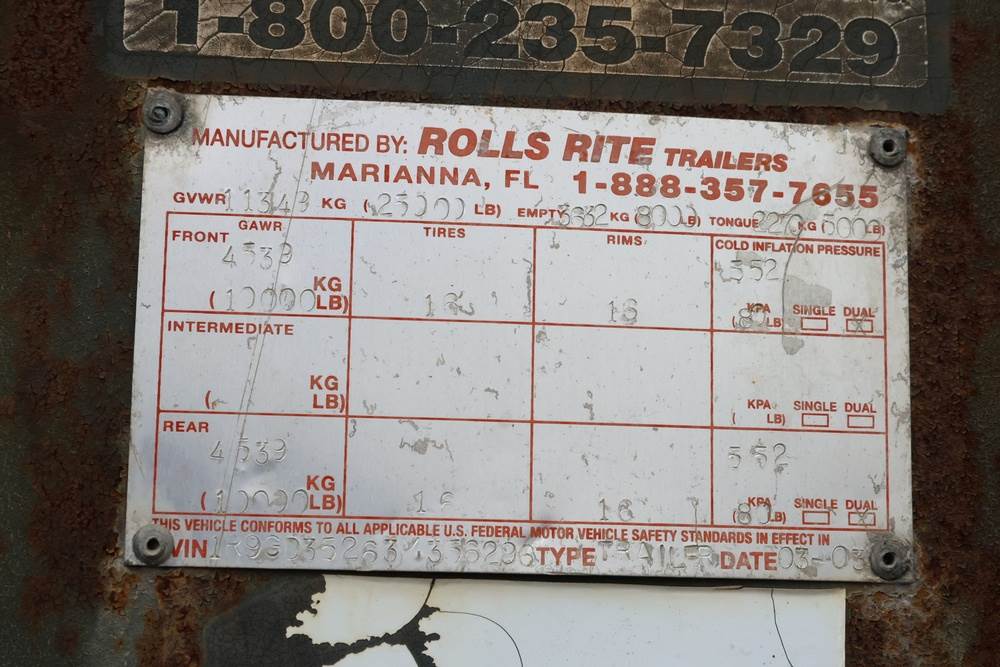 1-800-235-7329
MANUFACTURED BY: ROLLS RITE TRAILERS
MARIANNA, FL 1-888-357-7655
GVWR 11343 KG (25000 LB) EMPTY KG 800 LB) TONGUE 227 KG (500 LB)
GAWR TIRES RIMS COLD INFLATION PRESSURE
FRONT
4539 KG 16 16 552 KPA SINGLE DUAL
(10000 LB) (80 LB) X
INTERMEDIATE
KG KPA SINGLE DUAL
( LB) ( LB)
REAR
4539 KG 16 16 552 KPA SINGLE DUAL
(10000 LB) (80 LB) X
THIS VEHICLE CONFORMS TO ALL APPLICABLE U.S. FEDERAL MOTOR VEHICLE SAFETY STANDARDS IN EFFECT IN
VIN TYPE TRAILER DATE 03-03